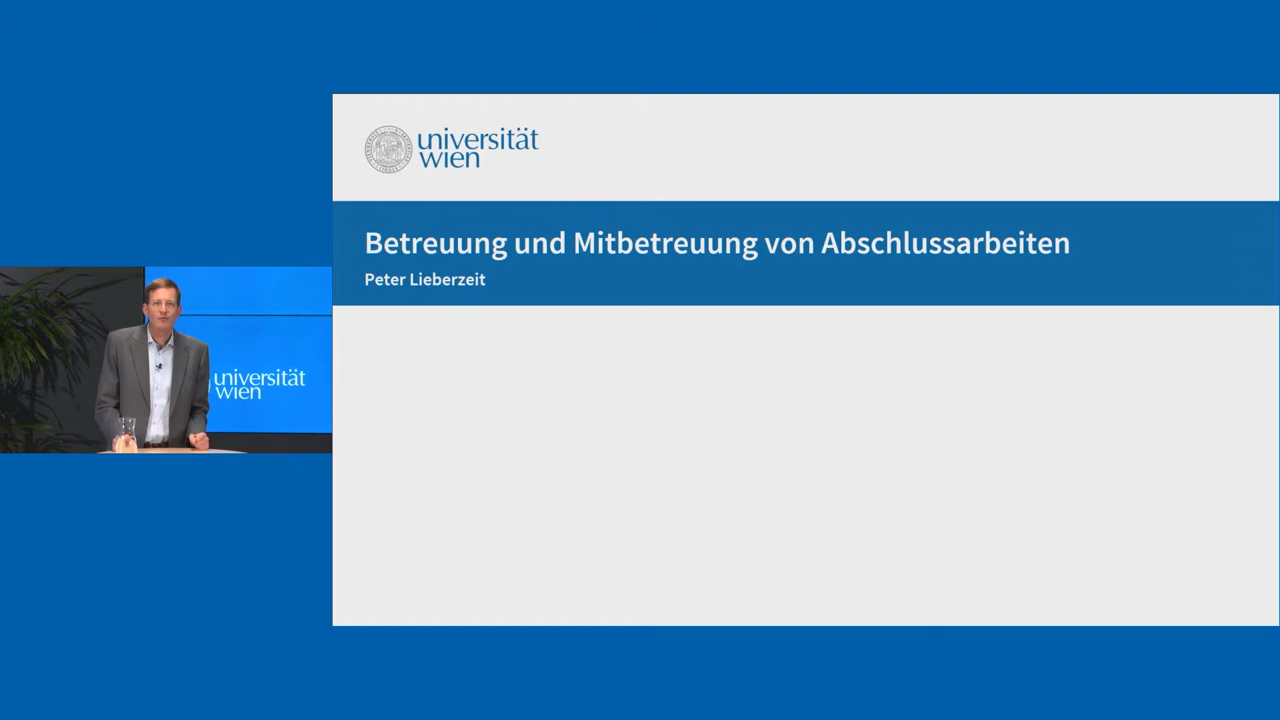 universität
wien
Betreuung und Mitbetreuung von Abschlussarbeiten
Peter Lieberzeit
universität
wien